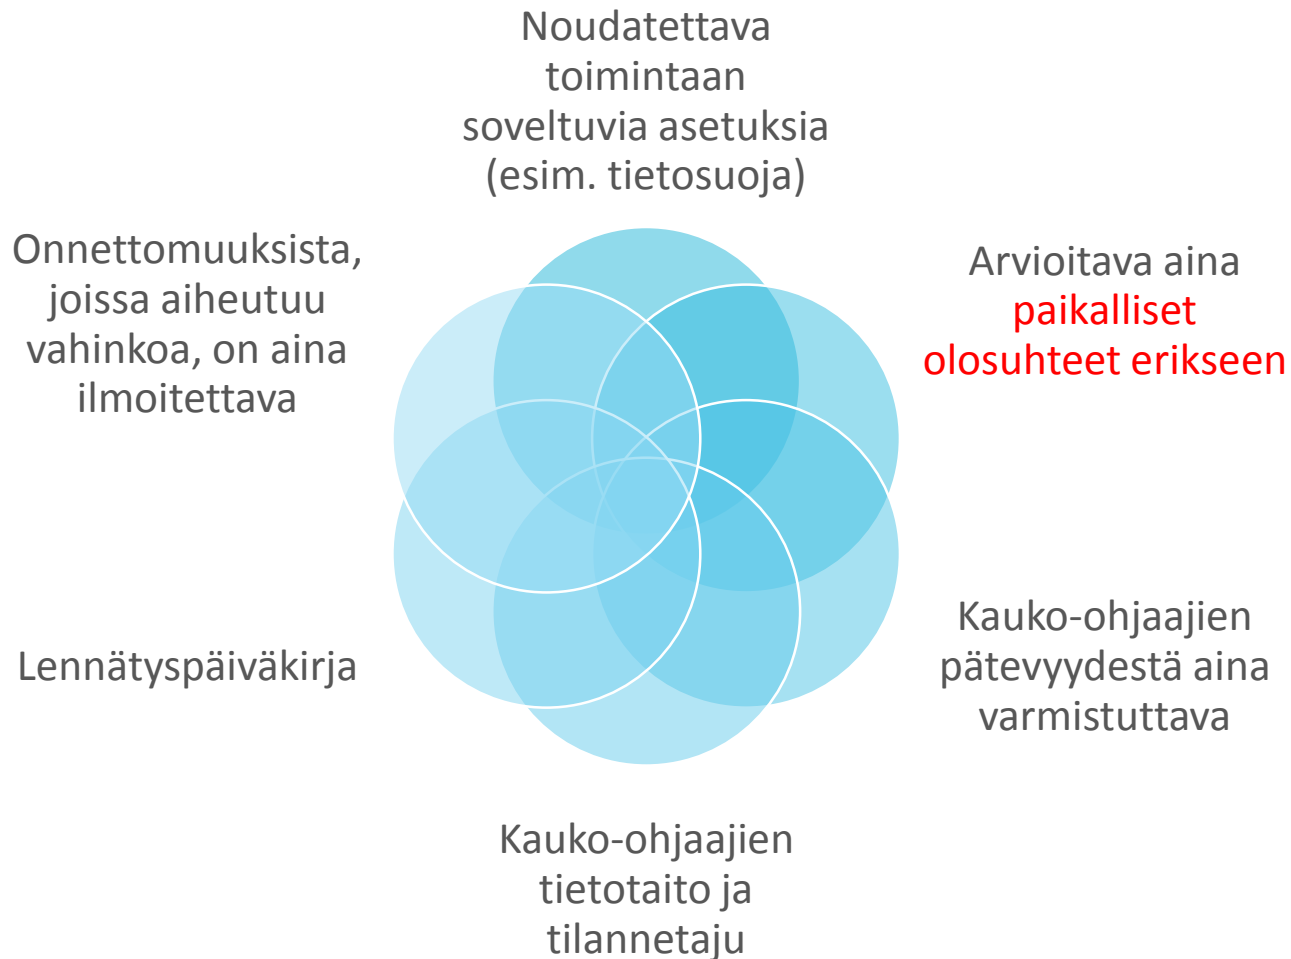 Noudatettava
toimintaan
soveltuvia asetuksia
(esim. tietosuoja)
Arvioitava aina
paikalliset
olosuhteet erikseen
Kauko-ohjaajien
pätevyydestä aina
varmistuttava
Kauko-ohjaajien
tietotaito ja
tilannetaju
Lennätyspäiväkirja
Onnettomuuksista,
joissa aiheutuu
vahinkoa, on aina
ilmoitettava